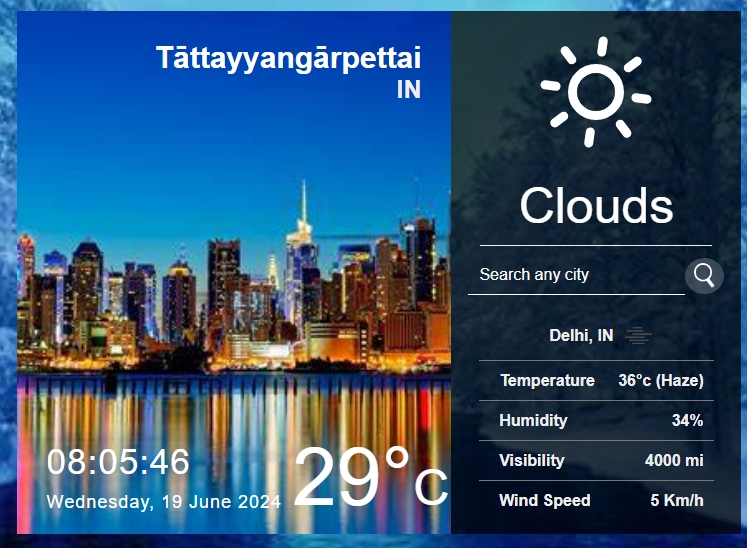 Tāttayyangārpettai
IN
08:05:46
Wednesday, 19 June 2024
29°c
Clouds
Search any city
Delhi, IN
Temperature 36°c (Haze)
Humidity 34%
Visibility 4000 mi
Wind Speed 5 Km/h